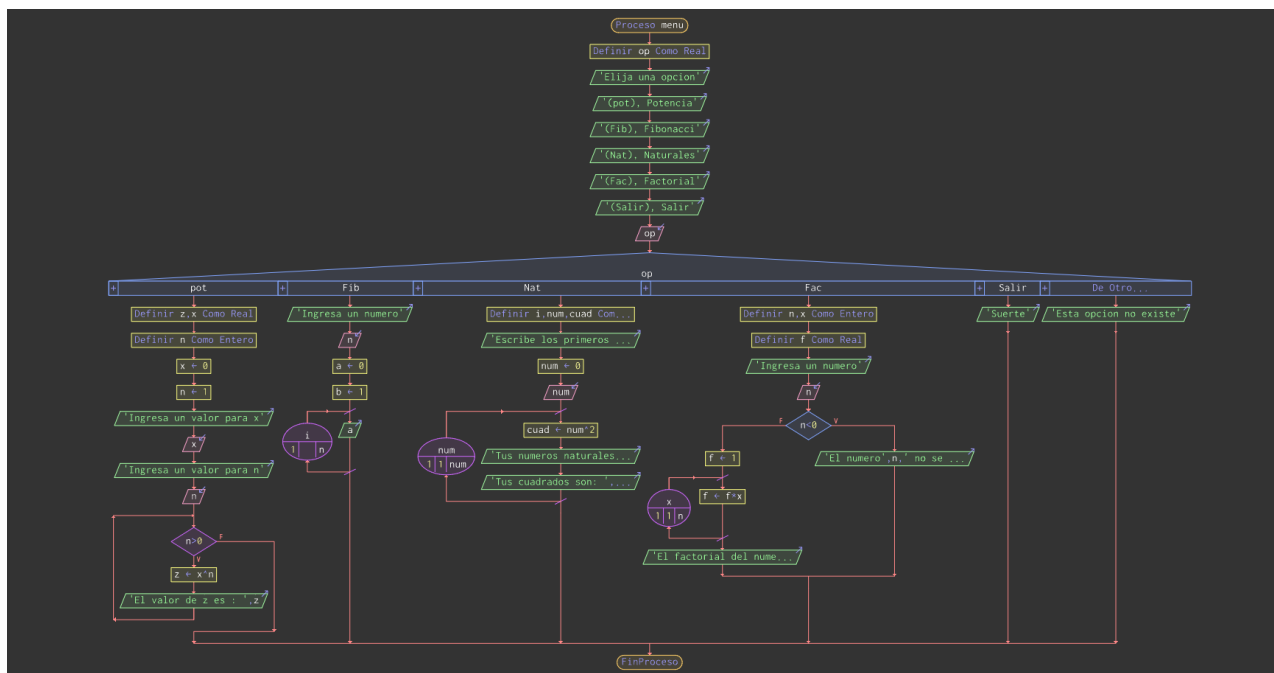 Proceso menu
Definir op Como Real
'Elija una opcion'
'(pot), Potencia'
'(Fib), Fibonacci'
'(Nat), Naturales'
'(Fac), Factorial'
'(Salir), Salir'
op
op
+ pot + Fib + Nat + Fac + Salir + De Otro...
Definir z,x Como Real
Definir n Como Entero
x ← 0
n ← 1
'Ingresa un valor para x'
x
'Ingresa un valor para n'
n
n>0
F
V
z ← x^n
'El valor de z es : ',z
'Ingresa un numero'
n
a ← 0
b ← 1
a
i
1 n
Definir i,num,cuad Com...
'Escribe los primeros ...
num ← 0
num
cuad ← num^2
num
1 1 num
'Tus numeros naturales...
'Tus cuadrados son: ',...
Definir n,x Como Entero
Definir f Como Real
'Ingresa un numero'
n
F n<0 V
f ← 1
f ← f*x
x
1 1 n
'El factorial del nume...
'El numero',n,' no se ...
'Suerte'
'Esta opcion no existe'
FinProceso